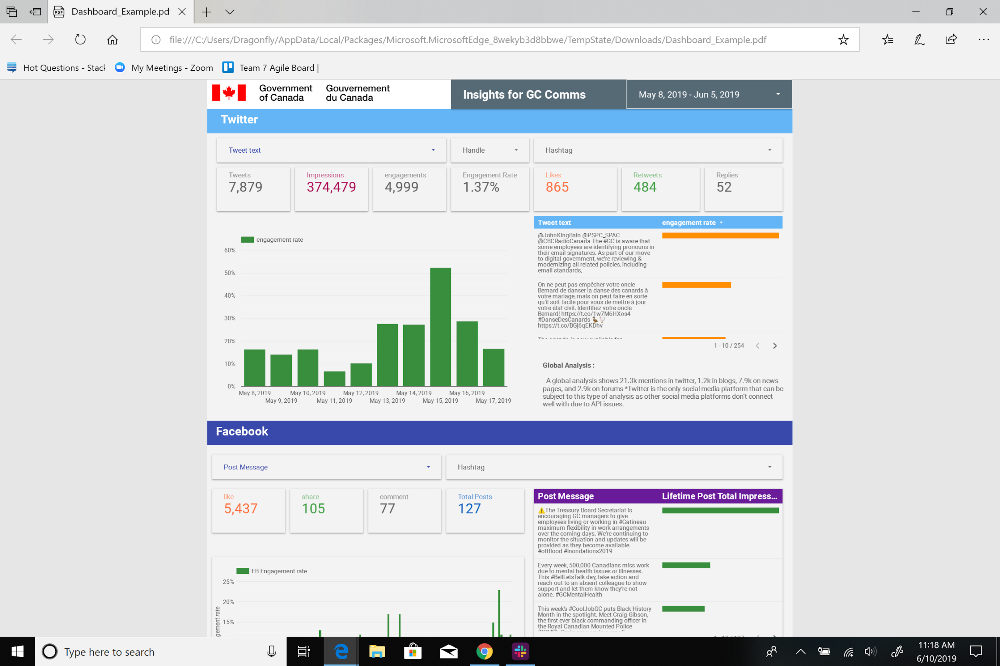 Dashboard_Example.pd
file:///C:/Users/Dragonfly/AppData/Local/Packages/Microsoft.MicrosoftEdge_8wekyb3d8bbwe/TempState/Downloads/Dashboard_Example.pdf
Hot Questions - Stack
My Meetings - Zoom
Team 7 Agile Board |
Government of Canada
Gouvernement du Canada
Insights for GC Comms
May 8, 2019 - Jun 5, 2019
Twitter
Tweet text
Handle
Hashtag
Tweets
7,879
Impressions
374,479
engagements
4,999
Engagement Rate
1.37%
Likes
865
Retweets
484
Replies
52
engagement rate
60%
50%
40%
30%
20%
10%
0%
May 8, 2019
May 9, 2019
May 10, 2019
May 11, 2019
May 12, 2019
May 13, 2019
May 14, 2019
May 15, 2019
May 16, 2019
May 17, 2019
Tweet text engagement rate
@JohnKingBain @PSPC_SPAC
@CBCRadioCanada The #GC is aware that
some employees are identifying pronouns in
their email signatures. As part of our move
to digital government, we're reviewing &
modernizing all related policies, including
email standards,
On ne peut pas empêcher votre oncle
Bernard de danser la danse des canards à
votre mariage, mais on peut faire en sorte
qu'il soit facile pour vous de mettre à jour
votre état civil. Identifiez votre oncle
Bernard! https://t.co/1w7M6HXos4
#DanseDesCanards 🦆🦃
https://t.co/BGj6qEKDhv
1 - 10 / 254
Global Analysis :
- A global analysis shows 21.3k mentions in twitter, 1.2k in blogs, 7.9k on news
pages, and 2.9k on forums *Twitter is the only social media platform that can be
subject to this type of analysis as other social media platforms don't connect
well with due to API issues.
Facebook
Post Message
Hashtag
like
5,437
share
105
comment
77
Total Posts
127
FB Engagement rate
25%
20%
15%
gement rate
Post Message Lifetime Post Total Impress...
⚠️The Treasury Board Secretariat is
encouraging GC managers to give
employees living or working in #Gatineau
maximum flexibility in work arrangements
over the coming days. We're continuing to
monitor the situation and updates will be
provided as they become available.
#ottflood #Inondations2019
Every week, 500,000 Canadians miss work
due to mental health issues or illnesses.
This #BellLetsTalk day, take action and
reach out to an absent colleague to show
support and let them know they're not
alone. #GCMentalHealth
This week's #CoolJobGC puts Black History
Month in the spotlight. Meet Craig Gibson,
the first ever black commanding officer in
the Royal Canadian Mounted Police
Type here to search
11:18 AM
6/10/2019